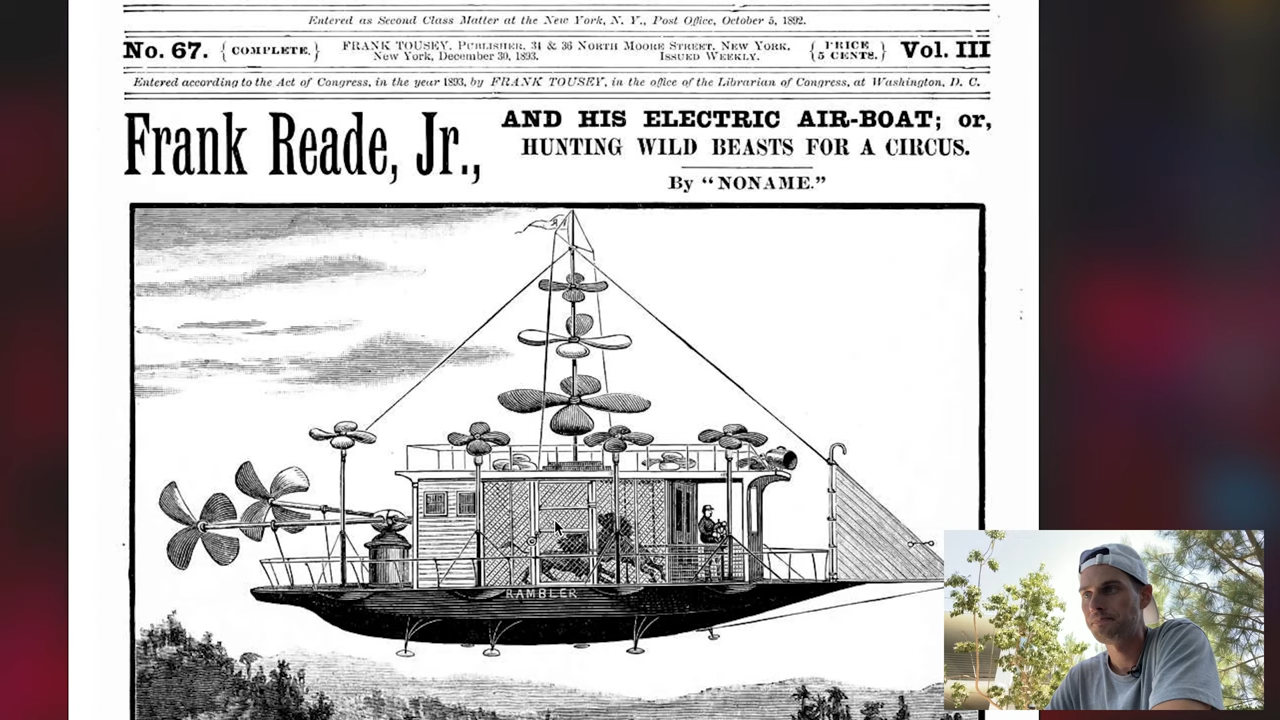 Entered as Second Class Matter at the New York, N. Y., Post Office, October 5, 1892.
No. 67. {COMPLETE.} FRANK TOUSEY, PUBLISHER, 34 & 36 NORTH MOORE STREET, NEW YORK. {PRICE 5 CENTS.} Vol. III
New York, December 30, 1893. ISSUED WEEKLY.
Entered according to the Act of Congress, in the year 1893, by FRANK TOUSEY, in the office of the Librarian of Congress, at Washington, D. C.
Frank Reade, Jr., AND HIS ELECTRIC AIR-BOAT; or,
HUNTING WILD BEASTS FOR A CIRCUS.
By "NONAME."
RAMBLER